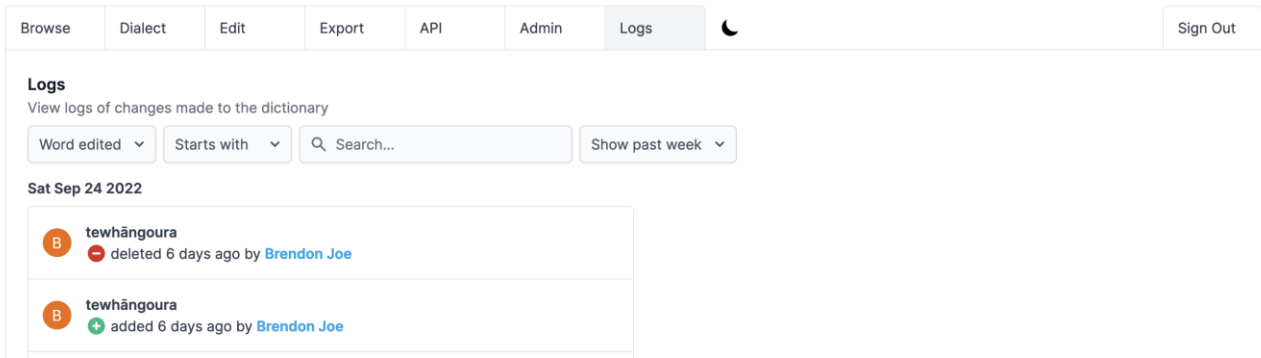 Browse Dialect Edit Export API Admin Logs Sign Out
Logs
View logs of changes made to the dictionary
Word edited Starts with Search... Show past week
Sat Sep 24 2022
tewhāngoura
B deleted 6 days ago by Brendon Joe
tewhāngoura
B added 6 days ago by Brendon Joe